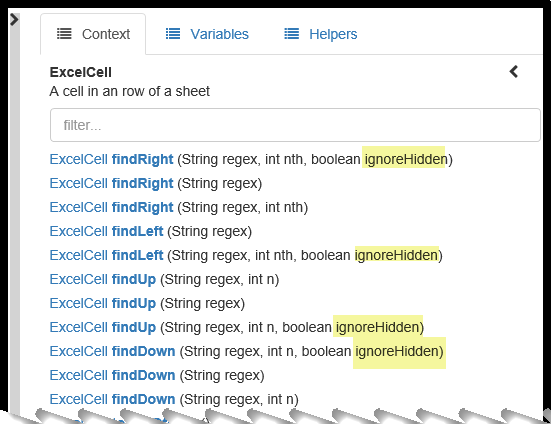 Context Variables Helpers
ExcelCell
A cell in an row of a sheet
filter...
ExcelCell findRight (String regex, int nth, boolean ignoreHidden)
ExcelCell findRight (String regex)
ExcelCell findRight (String regex, int nth)
ExcelCell findLeft (String regex)
ExcelCell findLeft (String regex, int nth, boolean ignoreHidden)
ExcelCell findUp (String regex, int n)
ExcelCell findUp (String regex)
ExcelCell findUp (String regex, int n, boolean ignoreHidden)
ExcelCell findDown (String regex, int n, boolean ignoreHidden)
ExcelCell findDown (String regex)
ExcelCell findDown (String regex, int n)